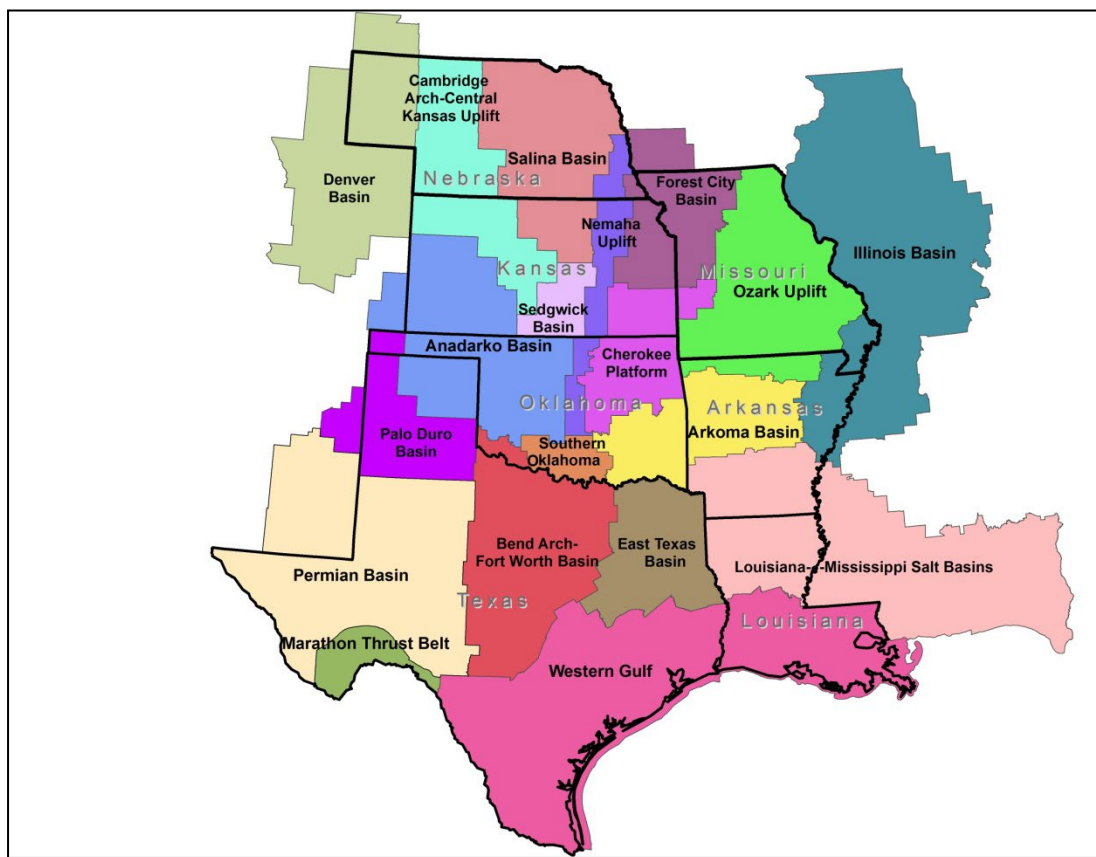 Cambridge
Arch-Central
Kansas Uplift
Salina Basin
Nebraska
Denver
Basin
Forest City
Basin
Nemaha
Uplift
Illinois Basin
Kansas
Missouri
Ozark Uplift
Sedgwick
Basin
Anadarko Basin
Cherokee
Platform
Oklahoma
Arkansas
Arkoma Basin
Palo Duro
Basin
Southern
Oklahoma
Bend Arch-
Fort Worth Basin
East Texas
Basin
Louisiana-Mississippi Salt Basins
Permian Basin
Texas
Louisiana
Marathon Thrust Belt
Western Gulf